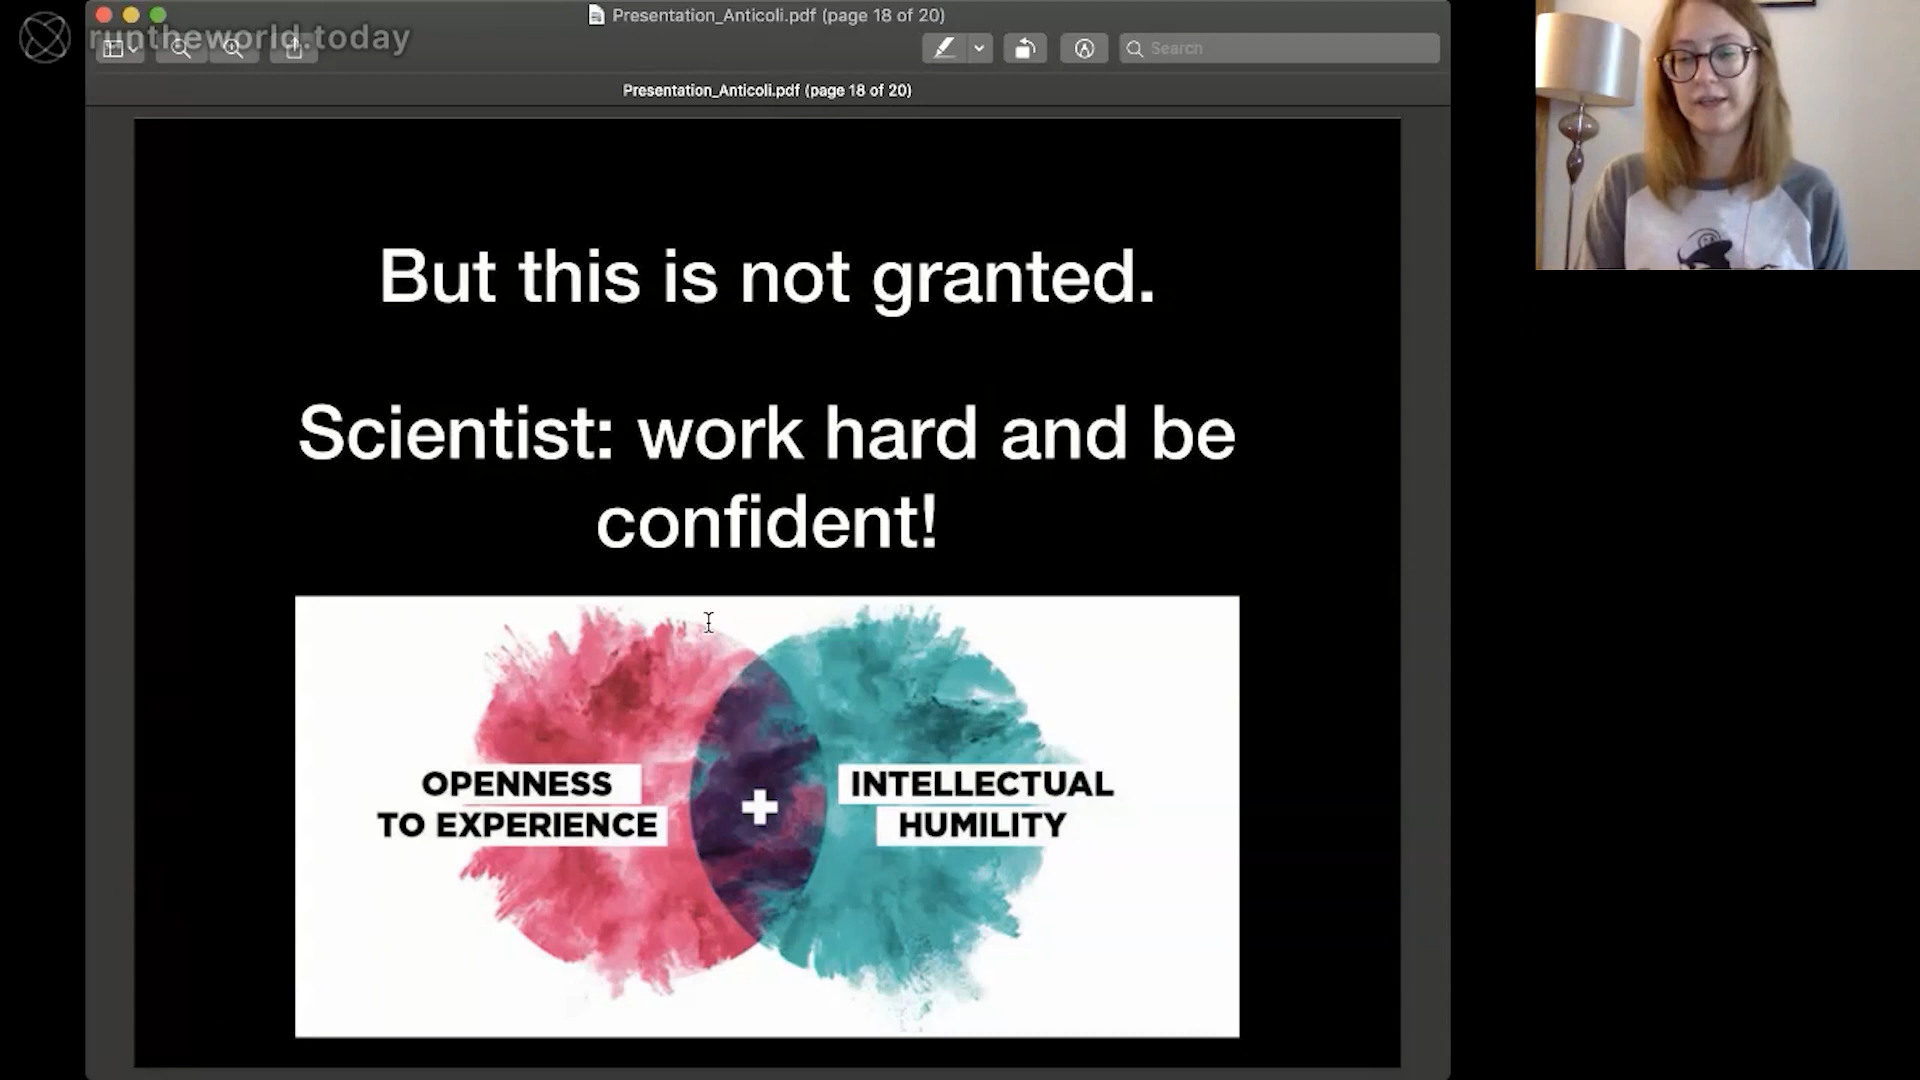 Presentation_Anticoli.pdf (page 18 of 20)
runtheworld.today
Search
Presentation_Anticoli.pdf (page 18 of 20)
But this is not granted.
Scientist: work hard and be
confident!
OPENNESS
TO EXPERIENCE
INTELLECTUAL
HUMILITY